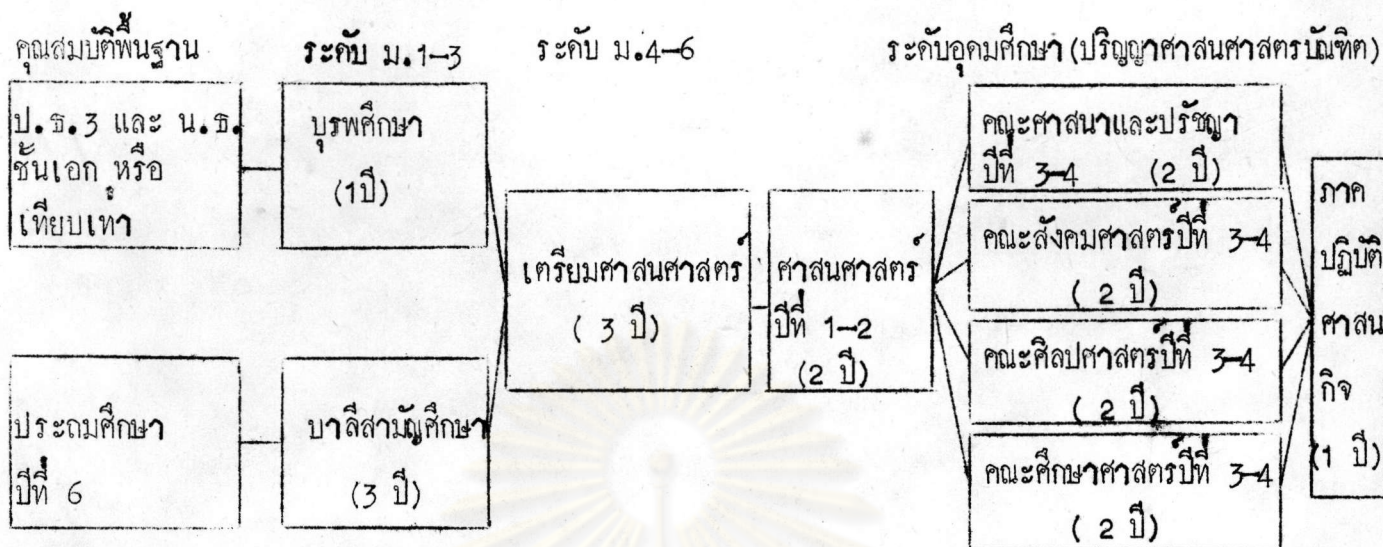 คุณสมบัติพื้นฐาน
ระดับ ม.1-3
ระดับ ม.4-6
ระดับอุดมศึกษา (ปริญญาศาสนศาสตรบัณฑิต)
ป.ธ.3 และ น.ธ.
ชั้นเอก หรือ
เทียบเท่า
บุรพศึกษา
(1ปี)
ประถมศึกษา
ปีที่ 6
บาลีสามัญศึกษา
(3 ปี)
เตรียมศาสนศาสตร์
( 3 ปี)
ศาสนศาสตร์
ปีที่ 1-2
(2 ปี)
คณะศาสนาและปรัชญา
ปีที่ 3-4 (2 ปี)
คณะสังคมศาสตร์ปีที่ 3-4
( 2 ปี)
คณะศิลปศาสตร์ปีที่ 3-4
( 2 ปี)
คณะศึกษาศาสตร์ปีที่ 3-4
( 2 ปี)
ภาค
ปฏิบัติ
ศาสน
กิจ
(1 ปี)